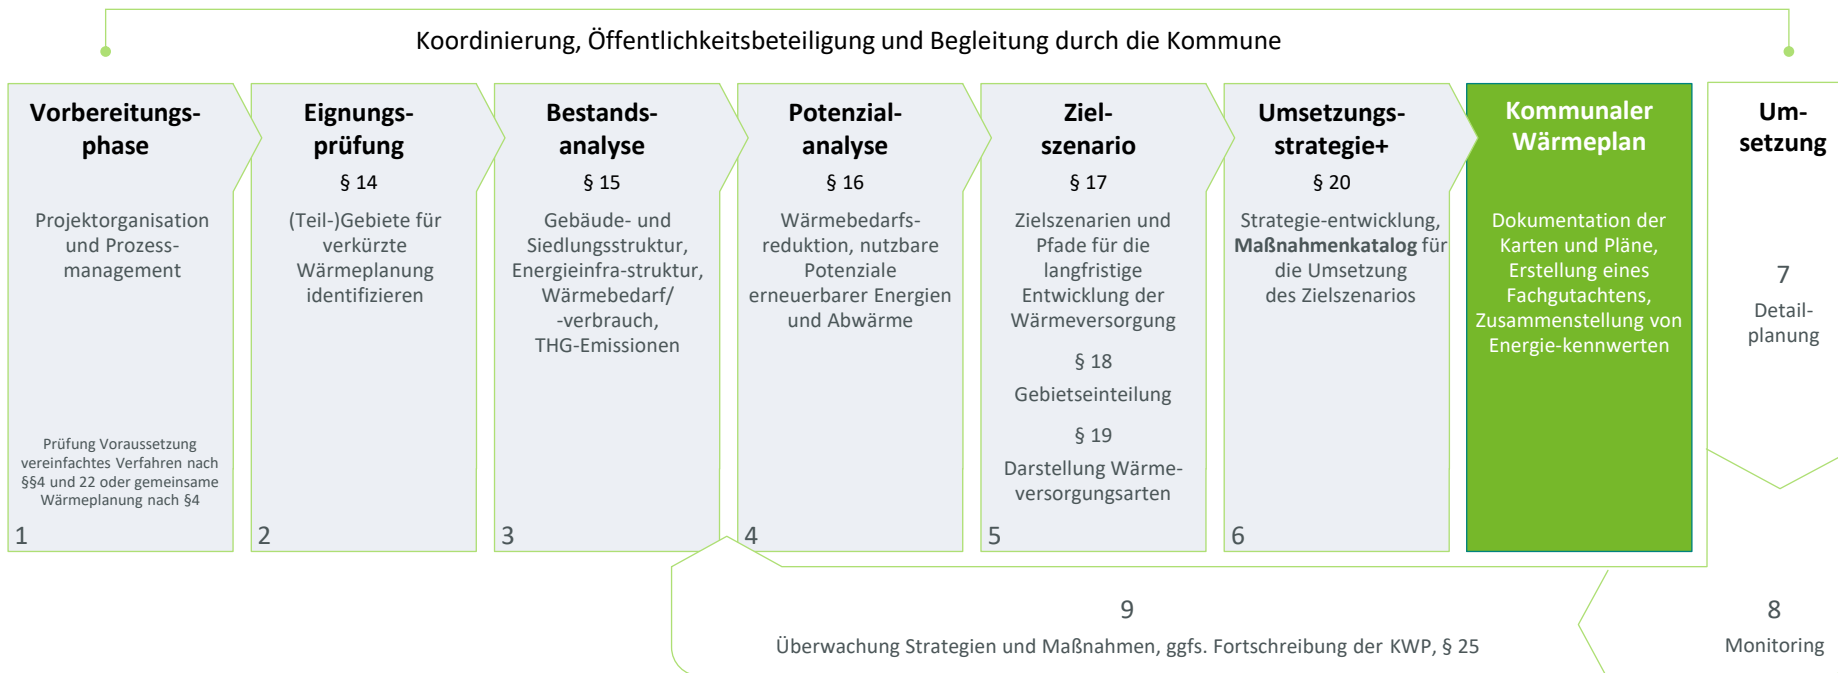 Koordinierung, Öffentlichkeitsbeteiligung und Begleitung durch die Kommune
Vorbereitungs-
phase
Projektorganisation
und Prozess-
management
Prüfung Voraussetzung
vereinfachtes Verfahren nach
§§4 und 22 oder gemeinsame
Wärmeplanung nach §4
1
Eignungs-
prüfung
§ 14
(Teil-)Gebiete für
verkürzte
Wärmeplanung
identifizieren
2
Bestands-
analyse
§ 15
Gebäude- und
Siedlungsstruktur,
Energieinfra-struktur,
Wärmebedarf/
-verbrauch,
THG-Emissionen
3
Potenzial-
analyse
§ 16
Wärmebedarfs-
reduktion, nutzbare
Potenziale
erneuerbarer Energien
und Abwärme
4
Ziel-
szenario
§ 17
Zielszenarien und
Pfade für die
langfristige
Entwicklung der
Wärmeversorgung
§ 18
Gebietseinteilung
§ 19
Darstellung Wärme-
versorgungsarten
5
Umsetzungs-
strategie+
§ 20
Strategie-entwicklung,
Maßnahmenkatalog für
die Umsetzung
des Zielszenarios
6
Kommunaler
Wärmeplan
Dokumentation der
Karten und Pläne,
Erstellung eines
Fachgutachtens,
Zusammenstellung von
Energie-kennwerten
Um-
setzung
7
Detail-
planung
8
Monitoring
9
Überwachung Strategien und Maßnahmen, ggfs. Fortschreibung der KWP, § 25